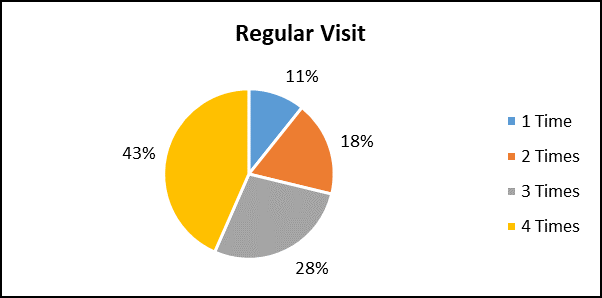 Regular Visit
11%
18%
28%
43%
1 Time
2 Times
3 Times
4 Times